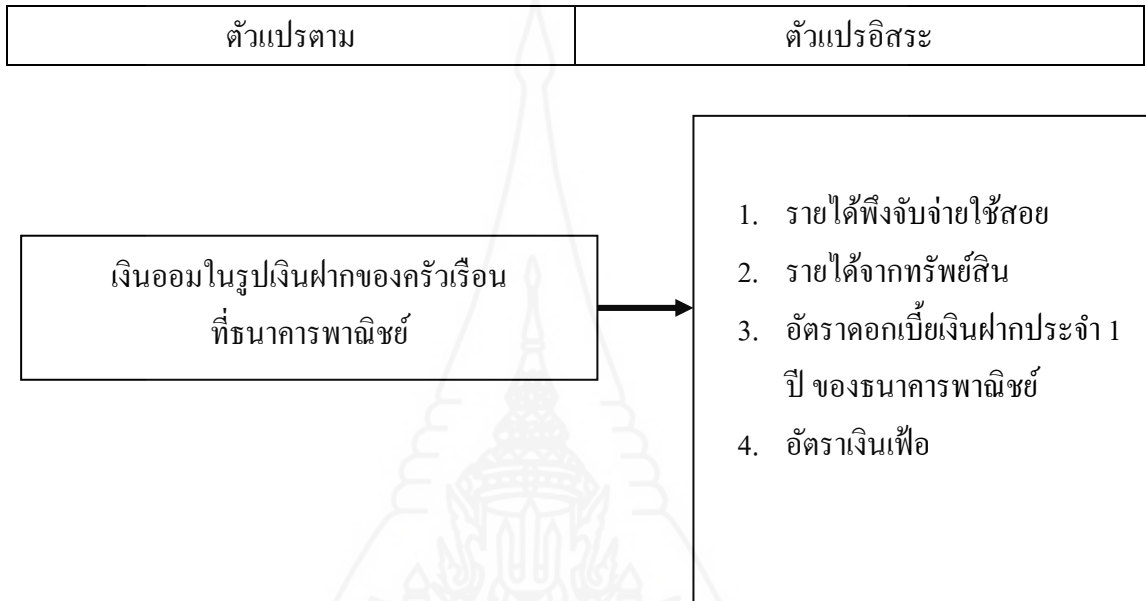 ตัวแปรตาม
ตัวแปรอิสระ
เงินออมในรูปเงินฝากของครัวเรือน
ที่ธนาคารพาณิชย์
1. รายได้พึงจับจ่ายใช้สอย
2. รายได้จากทรัพย์สิน
3. อัตราดอกเบี้ยเงินฝากประจำ 1
ปี ของธนาคารพาณิชย์
4. อัตราเงินเฟ้อ